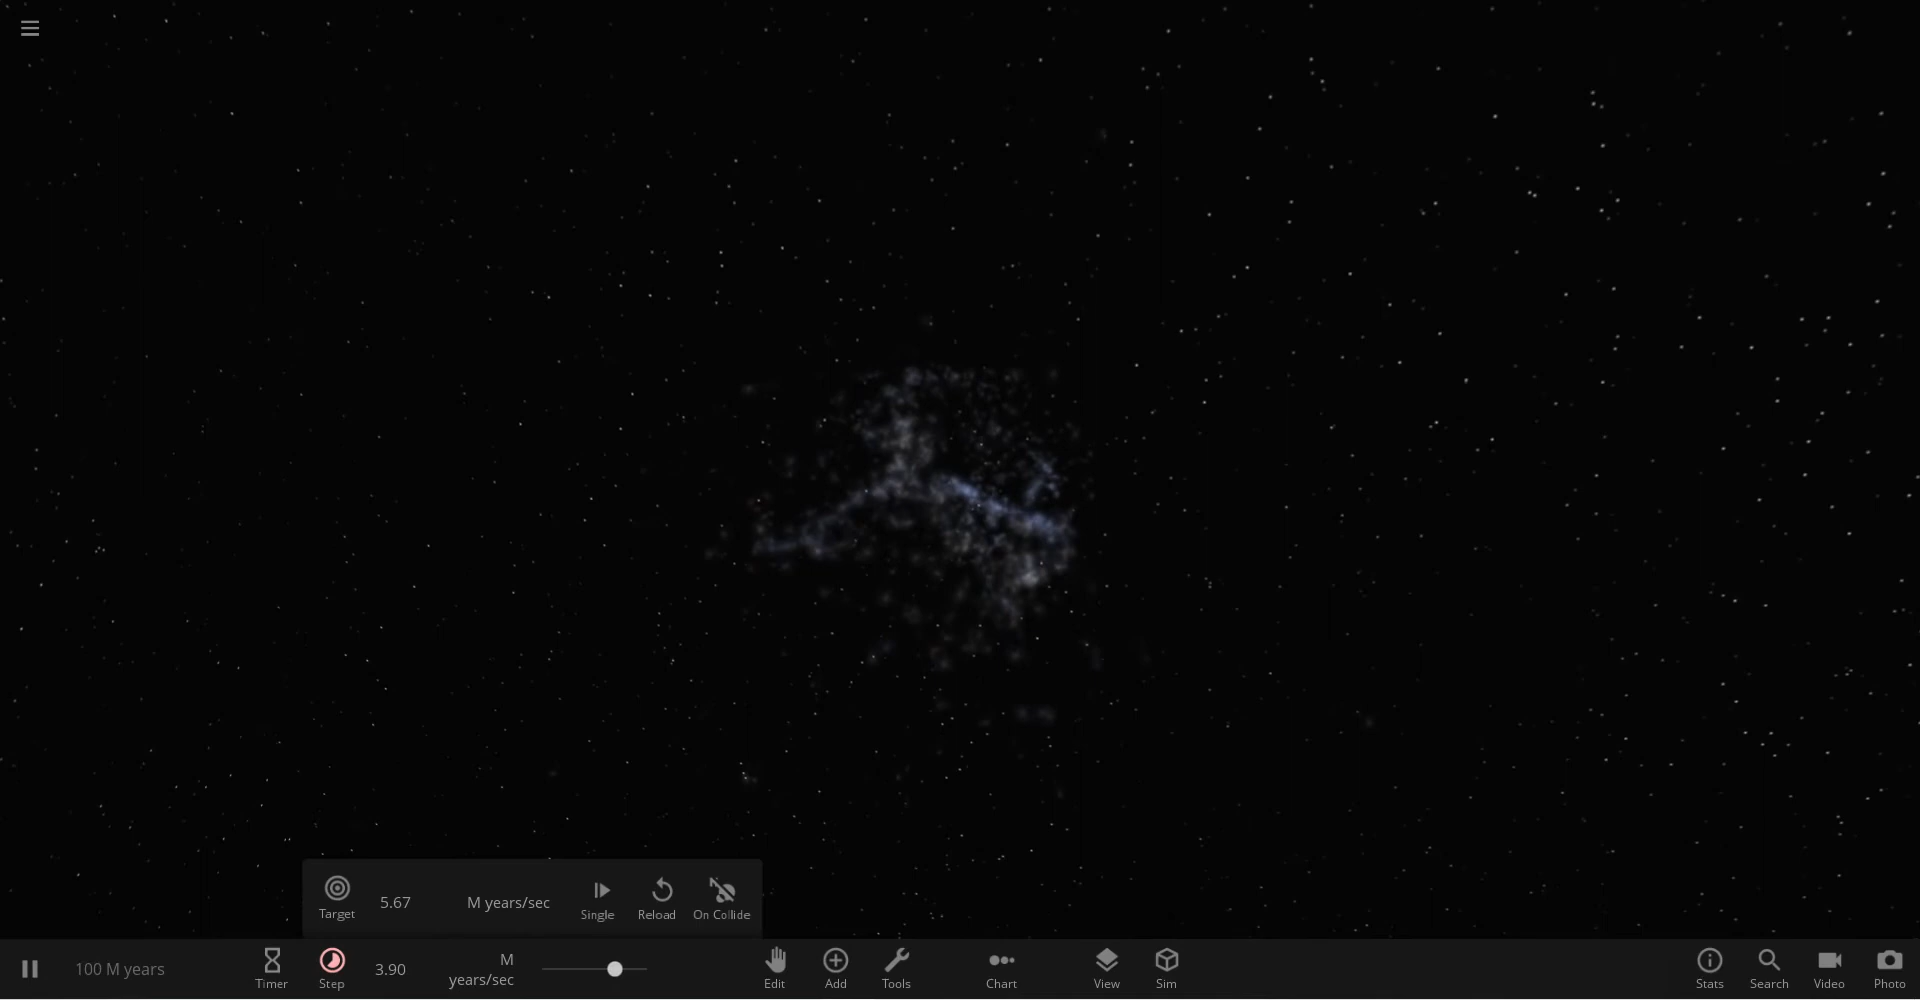 Target
5.67
M years/sec
Single
Reload
On Collide
100 M years
Timer
Step
3.90
M
years/sec
Edit
Add
Tools
Chart
View
Sim
Stats
Search
Video
Photo